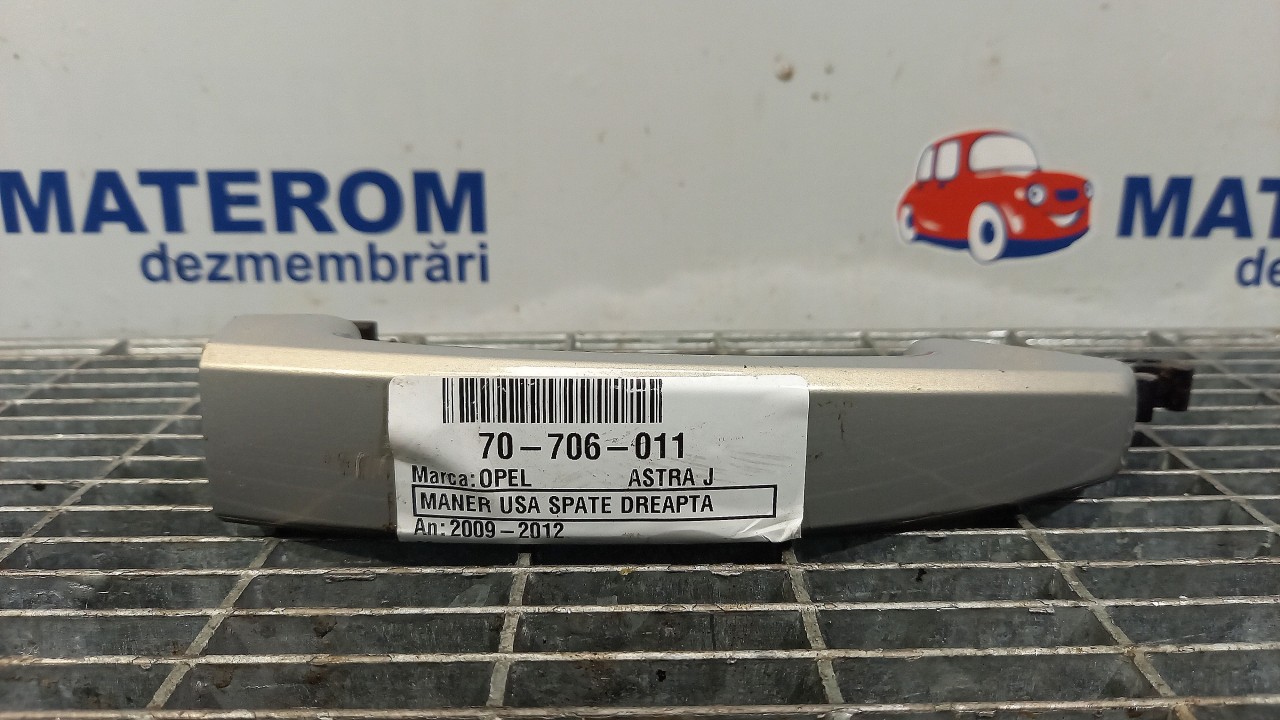 MATEROM
dezmembrări
MAT
de
70-706-011
Marca: OPEL ASTRA J
MANER USA SPATE DREAPTA
An: 2009-2012